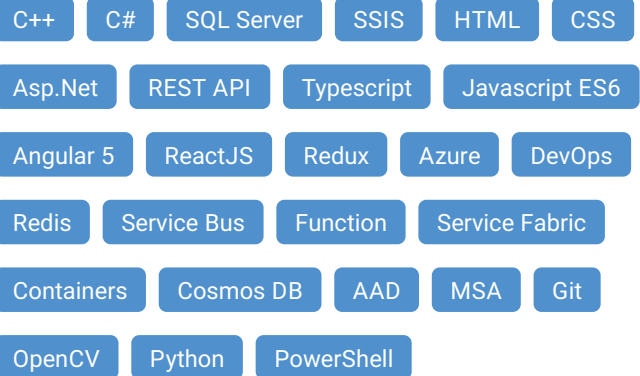 C++ C# SQL Server SSIS HTML CSS
Asp.Net REST API Typescript Javascript ES6
Angular 5 ReactJS Redux Azure DevOps
Redis Service Bus Function Service Fabric
Containers Cosmos DB AAD MSA Git
OpenCV Python PowerShell